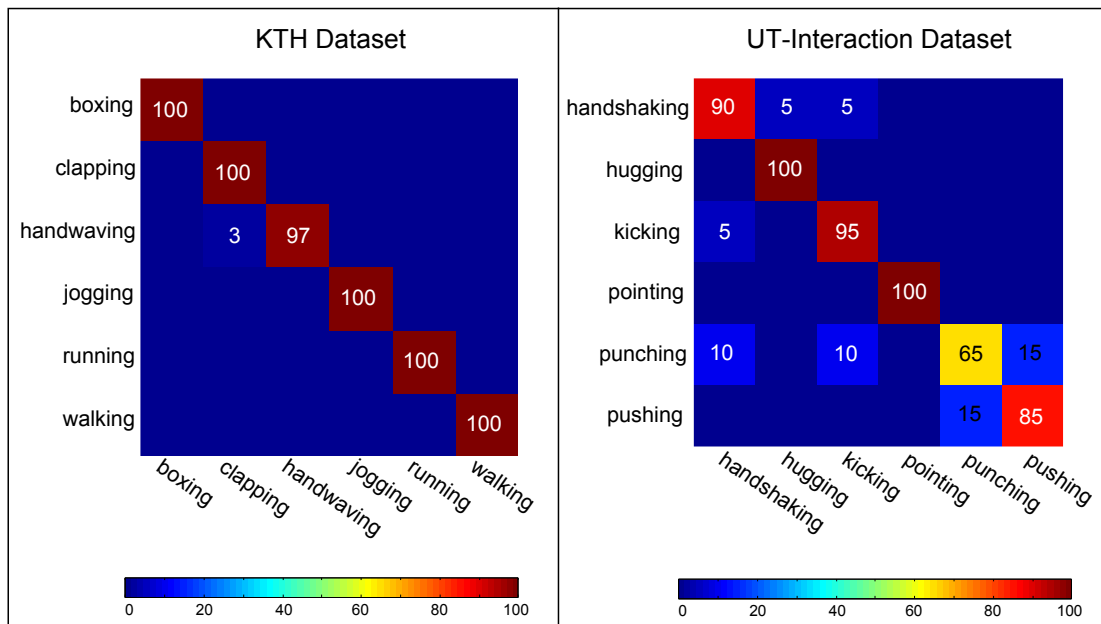 KTH Dataset
boxing 100
clapping 100
handwaving 3 97
jogging 100
running 100
walking 100
boxing clapping handwaving jogging running walking
0 20 40 60 80 100
UT-Interaction Dataset
handshaking 90 5 5
hugging 100
kicking 5 95
pointing 100
punching 10 10 65 15
pushing 15 85
handshaking hugging kicking pointing punching pushing
0 20 40 60 80 100